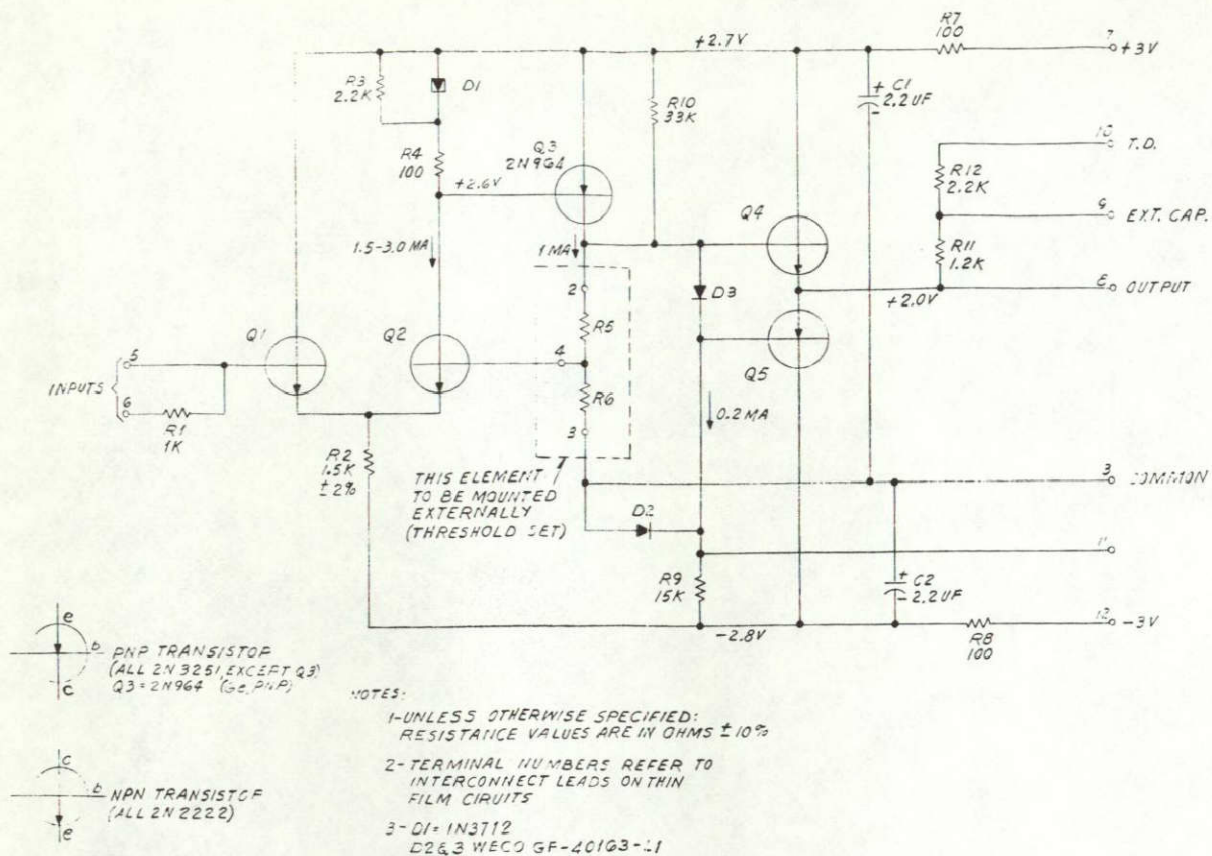 R7
100
7
+3V
+2.7V
R3
2.2K
D1
R10
33K
+ C1
2.2UF
-
10
T.D.
R4
100
Q3
2N964
R12
2.2K
+2.6V
9
EXT. CAP.
Q4
R11
1.2K
1.5-3.0 MA
1 MA
2
D3
8
OUTPUT
+2.0V
R5
Q1
Q2
4
Q5
5
INPUTS
6
R1
1K
R6
0.2 MA
3
R2
1.5K
±2%
THIS ELEMENT
TO BE MOUNTED
EXTERNALLY
(THRESHOLD SET)
3
COMMON
D2
11
R9
15K
+ C2
- 2.2UF
-2.8V
12
-3V
R8
100
e
b
c
PNP TRANSISTOR
(ALL 2N3251, EXCEPT Q3)
Q3=2N964 (Ge, PNP)
c
b
e
NPN TRANSISTOR
(ALL 2N2222)
NOTES:
1-UNLESS OTHERWISE SPECIFIED:
RESISTANCE VALUES ARE IN OHMS ±10%
2- TERMINAL NUMBERS REFER TO
INTERCONNECT LEADS ON THIN
FILM CIRUITS
3- D1= 1N3712
D2&3 WECO GF-40163-